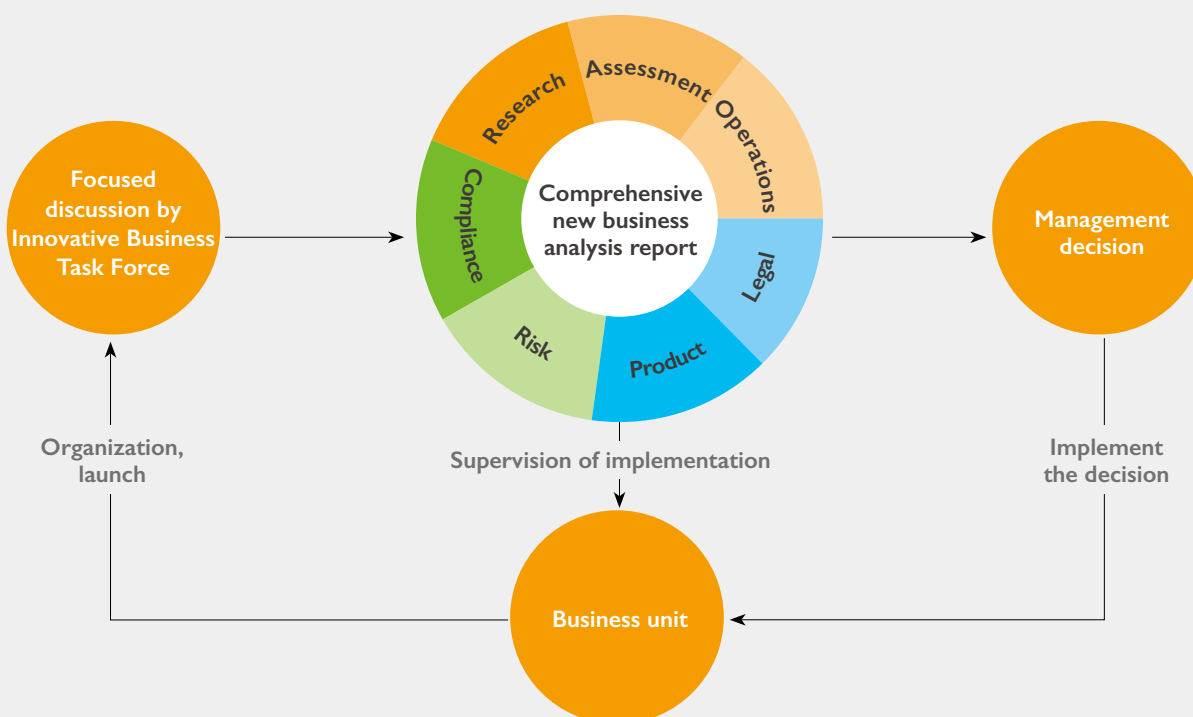 Focused
discussion by
Innovative Business
Task Force
Research
Assessment
Operations
Legal
Product
Risk
Compliance
Comprehensive
new business
analysis report
Management
decision
Organization,
launch
Supervision of implementation
Implement
the decision
Business unit